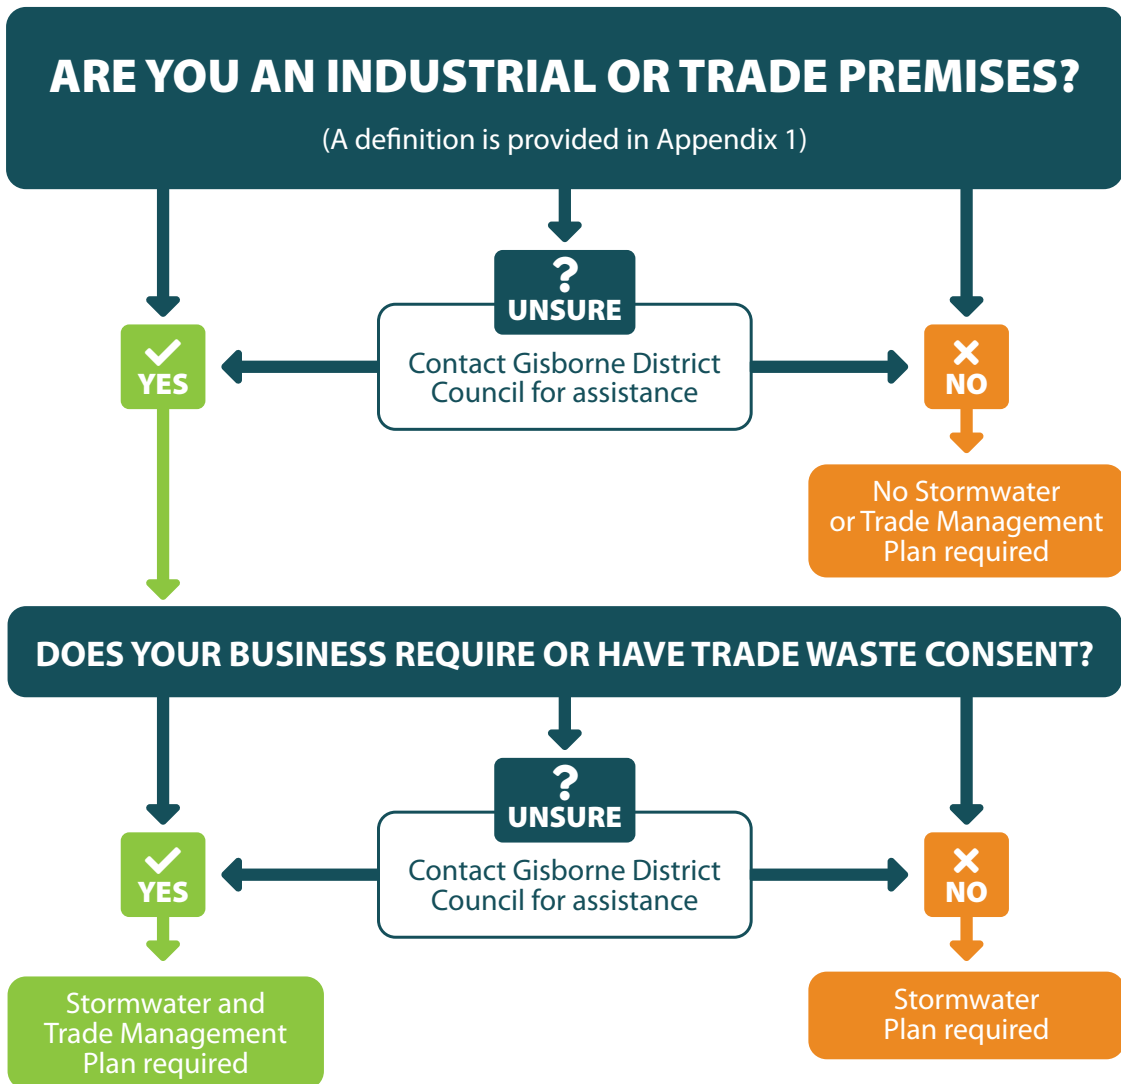 ARE YOU AN INDUSTRIAL OR TRADE PREMISES?
(A definition is provided in Appendix 1)
?
UNSURE
Contact Gisborne District
Council for assistance
YES
NO
No Stormwater
or Trade Management
Plan required
DOES YOUR BUSINESS REQUIRE OR HAVE TRADE WASTE CONSENT?
?
UNSURE
Contact Gisborne District
Council for assistance
YES
NO
Stormwater and
Trade Management
Plan required
Stormwater
Plan required